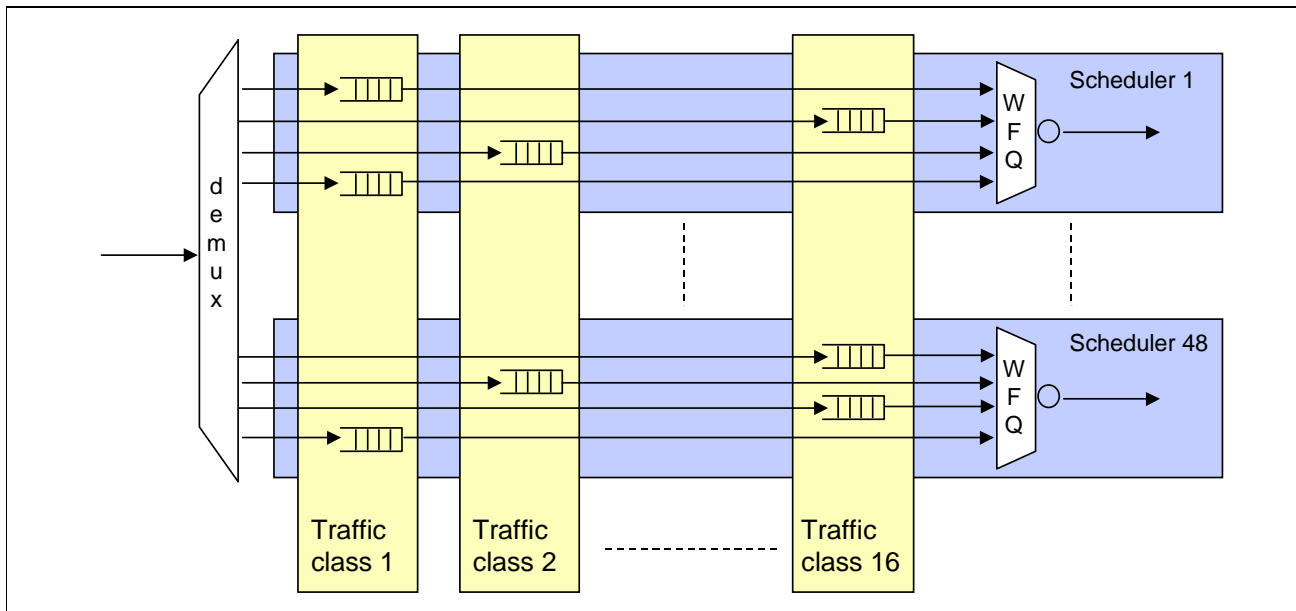 Scheduler 1
W
F
Q
d
e
m
u
x
Scheduler 48
W
F
Q
Traffic
class 1
Traffic
class 2
Traffic
class 16